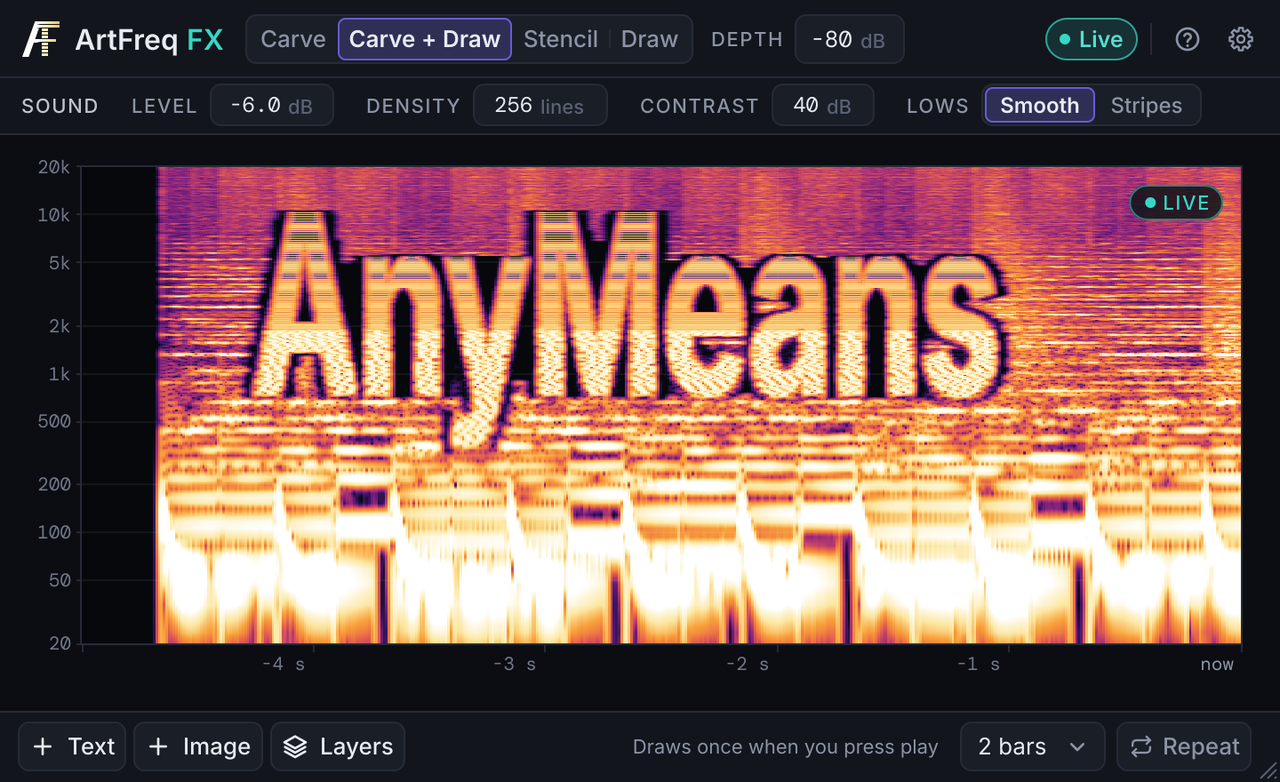 ArtFreq FX Carve Carve + Draw Stencil Draw DEPTH -80 dB Live
SOUND LEVEL -6.0 dB DENSITY 256 lines CONTRAST 40 dB LOWS Smooth Stripes
20k
10k
5k
2k
1k
500
200
100
50
20
LIVE
AnyMeans
-4 s -3 s -2 s -1 s now
+ Text + Image Layers Draws once when you press play 2 bars Repeat